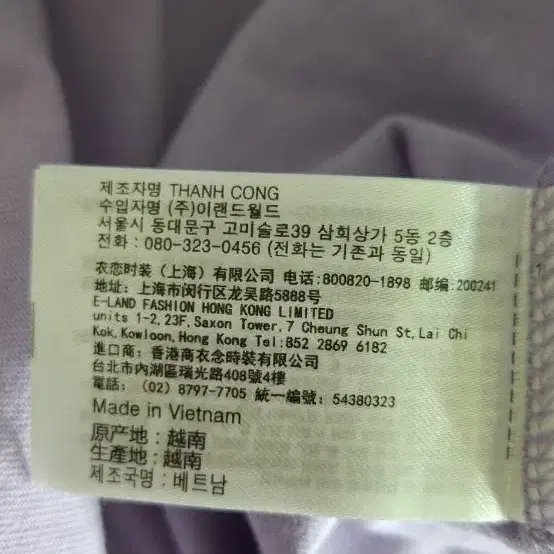 제조자명 THANH CONG
수입자명 (주)이랜드월드
서울시 동대문구 고미술로39 삼희상가 5동 2층
전화 : 080-323-0456 (전화는 기존과 동일)
衣恋时装（上海）有限公司 电话:800820-1898 邮编:200241
地址: 上海市闵行区龙吴路5888号
E-LAND FASHION HONG KONG LIMITED
units 1-2,23F,Saxon Tower,7 Cheung Shun St,Lai Chi
Kok,Kowloon,Hong Kong Tel:852 2869 6182
進口商: 香港商衣念時裝有限公司
台北市內湖區瑞光路408號4樓
電話: （02）8797-7705 統一編號: 54380323
Made in Vietnam
原产地 : 越南
生產地 : 越南
제조국명 : 베트남